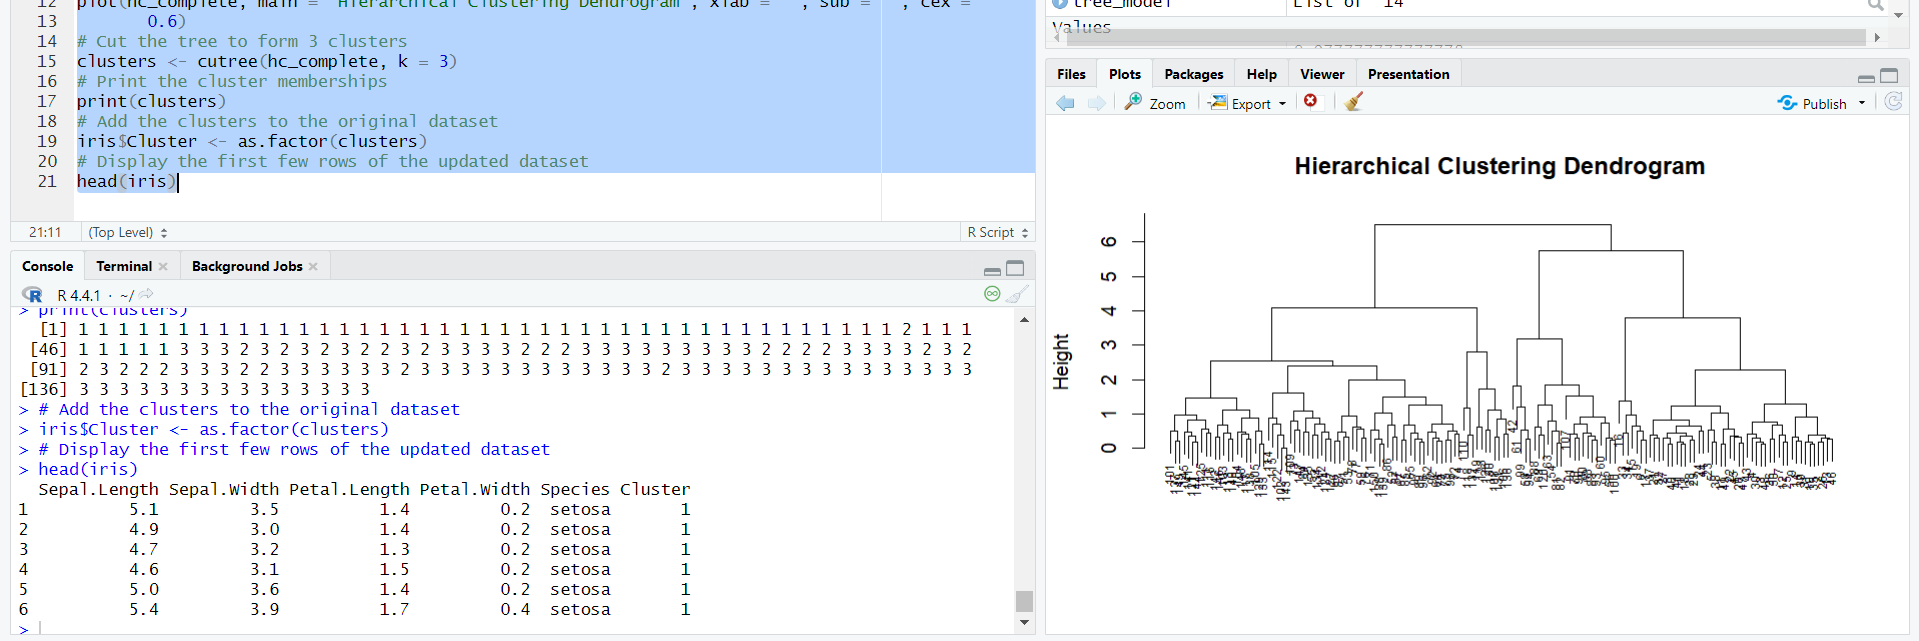 12 plot(hc_complete, main = "Hierarchical Clustering Dendrogram", xlab = "", sub = "", cex =
13 0.6)
14 # Cut the tree to form 3 clusters
15 clusters <- cutree(hc_complete, k = 3)
16 # Print the cluster memberships
17 print(clusters)
18 # Add the clusters to the original dataset
19 iris$Cluster <- as.factor(clusters)
20 # Display the first few rows of the updated dataset
21 head(iris)
21:11 (Top Level) R Script
Console Terminal Background Jobs
R 4.4.1 · ~/
> print(clusters)
[1] 1 1 1 1 1 1 1 1 1 1 1 1 1 1 1 1 1 1 1 1 1 1 1 1 1 1 1 1 1 1 1 1 1 1 1 1 1 1 1 1 1 2 1 1 1
[46] 1 1 1 1 1 3 3 3 2 3 2 3 2 3 2 2 3 2 3 3 3 3 2 2 2 3 3 3 3 3 3 3 3 3 2 2 2 2 3 3 3 3 2 3 2
[91] 2 3 2 2 2 3 3 3 2 2 3 3 3 3 3 3 2 3 3 3 3 3 3 3 3 3 3 3 3 2 3 3 3 3 3 3 3 3 3 3 3 3 3 3 3
[136] 3 3 3 3 3 3 3 3 3 3 3 3 3 3 3
> # Add the clusters to the original dataset
> iris$Cluster <- as.factor(clusters)
> # Display the first few rows of the updated dataset
> head(iris)
Sepal.Length Sepal.Width Petal.Length Petal.Width Species Cluster
1 5.1 3.5 1.4 0.2 setosa 1
2 4.9 3.0 1.4 0.2 setosa 1
3 4.7 3.2 1.3 0.2 setosa 1
4 4.6 3.1 1.5 0.2 setosa 1
5 5.0 3.6 1.4 0.2 setosa 1
6 5.4 3.9 1.7 0.4 setosa 1
>
tree_model List of 14
Values
Files Plots Packages Help Viewer Presentation
Zoom Export Publish
Hierarchical Clustering Dendrogram
Height
6
5
4
3
2
1
0